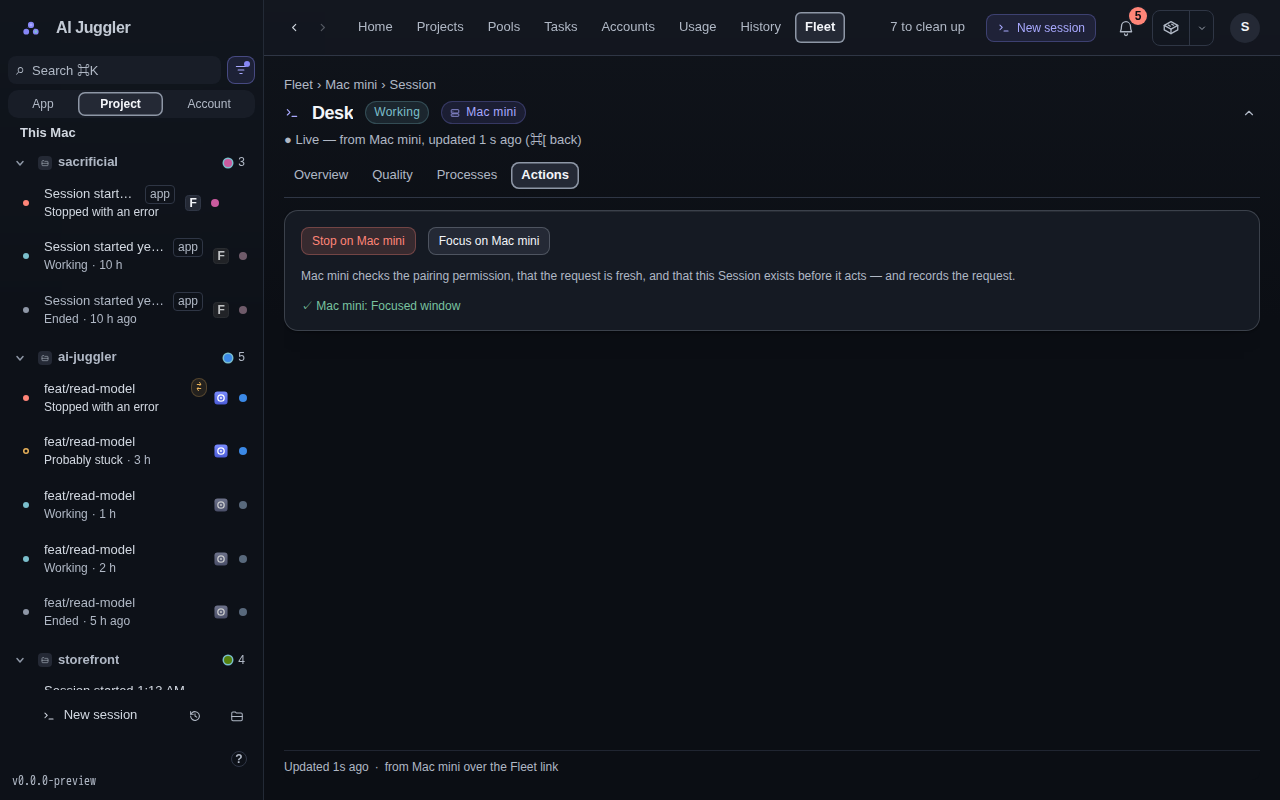 AI Juggler
Search ⌘K
App Project Account
This Mac
sacrificial 3
Session start… app
Stopped with an error F
Session started ye… app
Working · 10 h F
Session started ye… app
Ended · 10 h ago F
ai-juggler 5
feat/read-model
Stopped with an error
feat/read-model
Probably stuck · 3 h
feat/read-model
Working · 1 h
feat/read-model
Working · 2 h
feat/read-model
Ended · 5 h ago
storefront 4
Session started 1:13 AM
New session
?
v0.0.0-preview
Home Projects Pools Tasks Accounts Usage History Fleet 7 to clean up New session 5 S
Fleet › Mac mini › Session
Desk Working Mac mini
● Live — from Mac mini, updated 1 s ago (⌘[ back)
Overview Quality Processes Actions
Stop on Mac mini Focus on Mac mini
Mac mini checks the pairing permission, that the request is fresh, and that this Session exists before it acts — and records the request.
✓ Mac mini: Focused window
Updated 1s ago · from Mac mini over the Fleet link